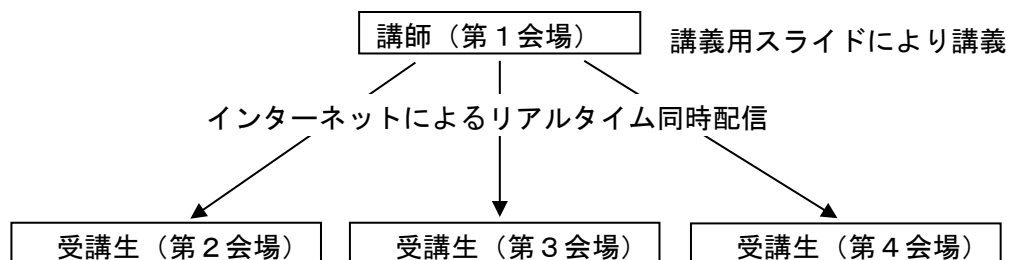 講師（第１会場） 講義用スライドにより講義
インターネットによるリアルタイム同時配信
受講生（第２会場） 受講生（第３会場） 受講生（第４会場）